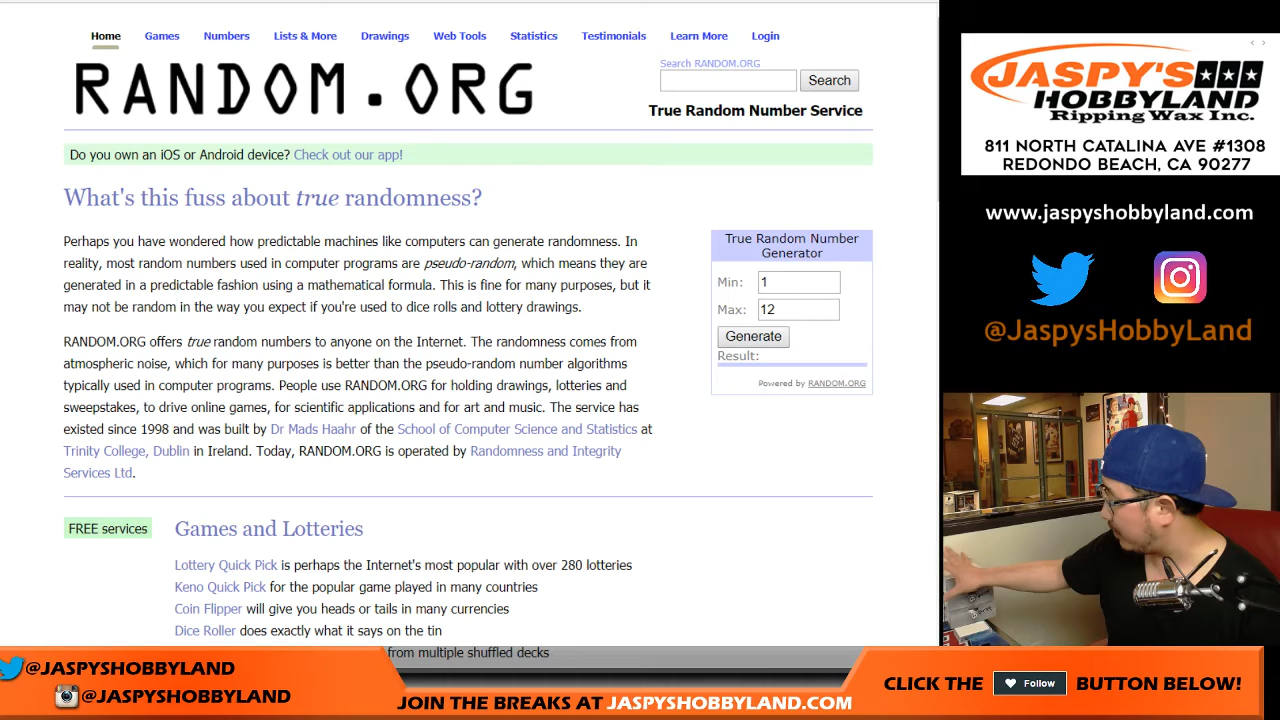 Home Games Numbers Lists & More Drawings Web Tools Statistics Testimonials Learn More Login
RANDOM.ORG
Search RANDOM.ORG
Search
True Random Number Service
Do you own an iOS or Android device? Check out our app!
What's this fuss about true randomness?
Perhaps you have wondered how predictable machines like computers can generate randomness. In
reality, most random numbers used in computer programs are pseudo-random, which means they are
generated in a predictable fashion using a mathematical formula. This is fine for many purposes, but it
may not be random in the way you expect if you're used to dice rolls and lottery drawings.
RANDOM.ORG offers true random numbers to anyone on the Internet. The randomness comes from
atmospheric noise, which for many purposes is better than the pseudo-random number algorithms
typically used in computer programs. People use RANDOM.ORG for holding drawings, lotteries and
sweepstakes, to drive online games, for scientific applications and for art and music. The service has
existed since 1998 and was built by Dr Mads Haahr of the School of Computer Science and Statistics at
Trinity College, Dublin in Ireland. Today, RANDOM.ORG is operated by Randomness and Integrity
Services Ltd.
True Random Number
Generator
Min: 1
Max: 12
Generate
Result:
Powered by RANDOM.ORG
FREE services
Games and Lotteries
Lottery Quick Pick is perhaps the Internet's most popular with over 280 lotteries
Keno Quick Pick for the popular game played in many countries
Coin Flipper will give you heads or tails in many currencies
Dice Roller does exactly what it says on the tin
from multiple shuffled decks
JASPY'S
HOBBYLAND
Ripping Wax Inc.
811 NORTH CATALINA AVE #1308
REDONDO BEACH, CA 90277
www.jaspyshobbyland.com
@JaspysHobbyLand
@JASPYSHOBBYLAND
@JASPYSHOBBYLAND
JOIN THE BREAKS AT JASPYSHOBBYLAND.COM
CLICK THE Follow BUTTON BELOW!